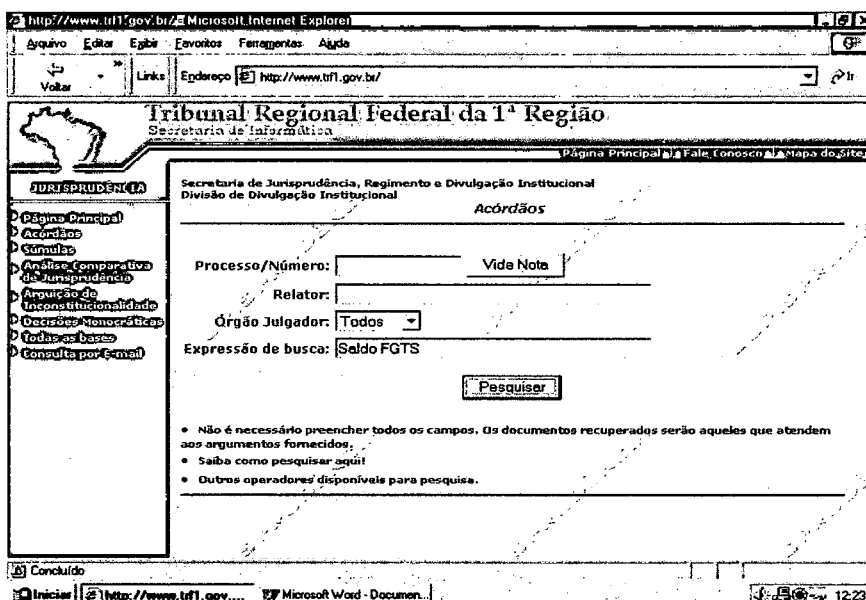 http://www.trf1.gov.br/ - Microsoft Internet Explorer
Arquivo Editar Exibir Favoritos Ferramentas Ajuda
Voltar Links Endereço http://www.trf1.gov.br/ Ir
Tribunal Regional Federal da 1ª Região
Secretaria de Informática
Página Principal Fale Conosco Mapa do Site
JURISPRUDÊNCIA
Página Principal
Acórdãos
Súmulas
Análise Comparativa
de Jurisprudência
Arguição de
Inconstitucionalidade
Decisões Monocráticas
Todas as bases
Consulta por E-mail
Secretaria de Jurisprudência, Regimento e Divulgação Institucional
Divisão de Divulgação Institucional
Acórdãos
Processo/Número: Vide Nota
Relator:
Órgão Julgador: Todos
Expressão de busca: Saldo FGTS
Pesquisar
• Não é necessário preencher todos os campos. Os documentos recuperados serão aqueles que atendem
aos argumentos fornecidos.
• Saiba como pesquisar aqui!
• Outros operadores disponíveis para pesquisa.
Concluído
Iniciar http://www.trf1.gov.... Microsoft Word - Documen... 12:23